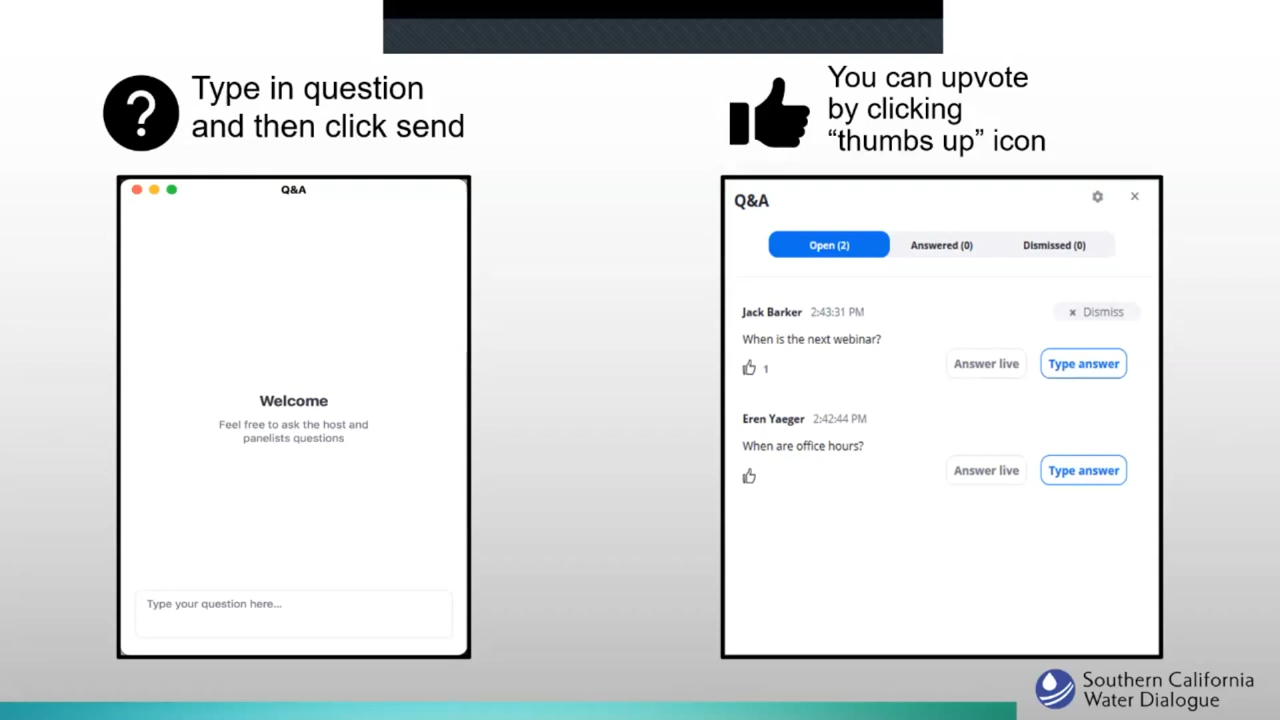 Type in question
and then click send
You can upvote
by clicking
“thumbs up” icon
Q&A
Welcome
Feel free to ask the host and
panelists questions
Type your question here...
Q&A
Open (2) Answered (0) Dismissed (0)
Jack Barker 2:43:31 PM × Dismiss
When is the next webinar?
1 Answer live Type answer
Eren Yaeger 2:42:44 PM
When are office hours?
Answer live Type answer
Southern California
Water Dialogue